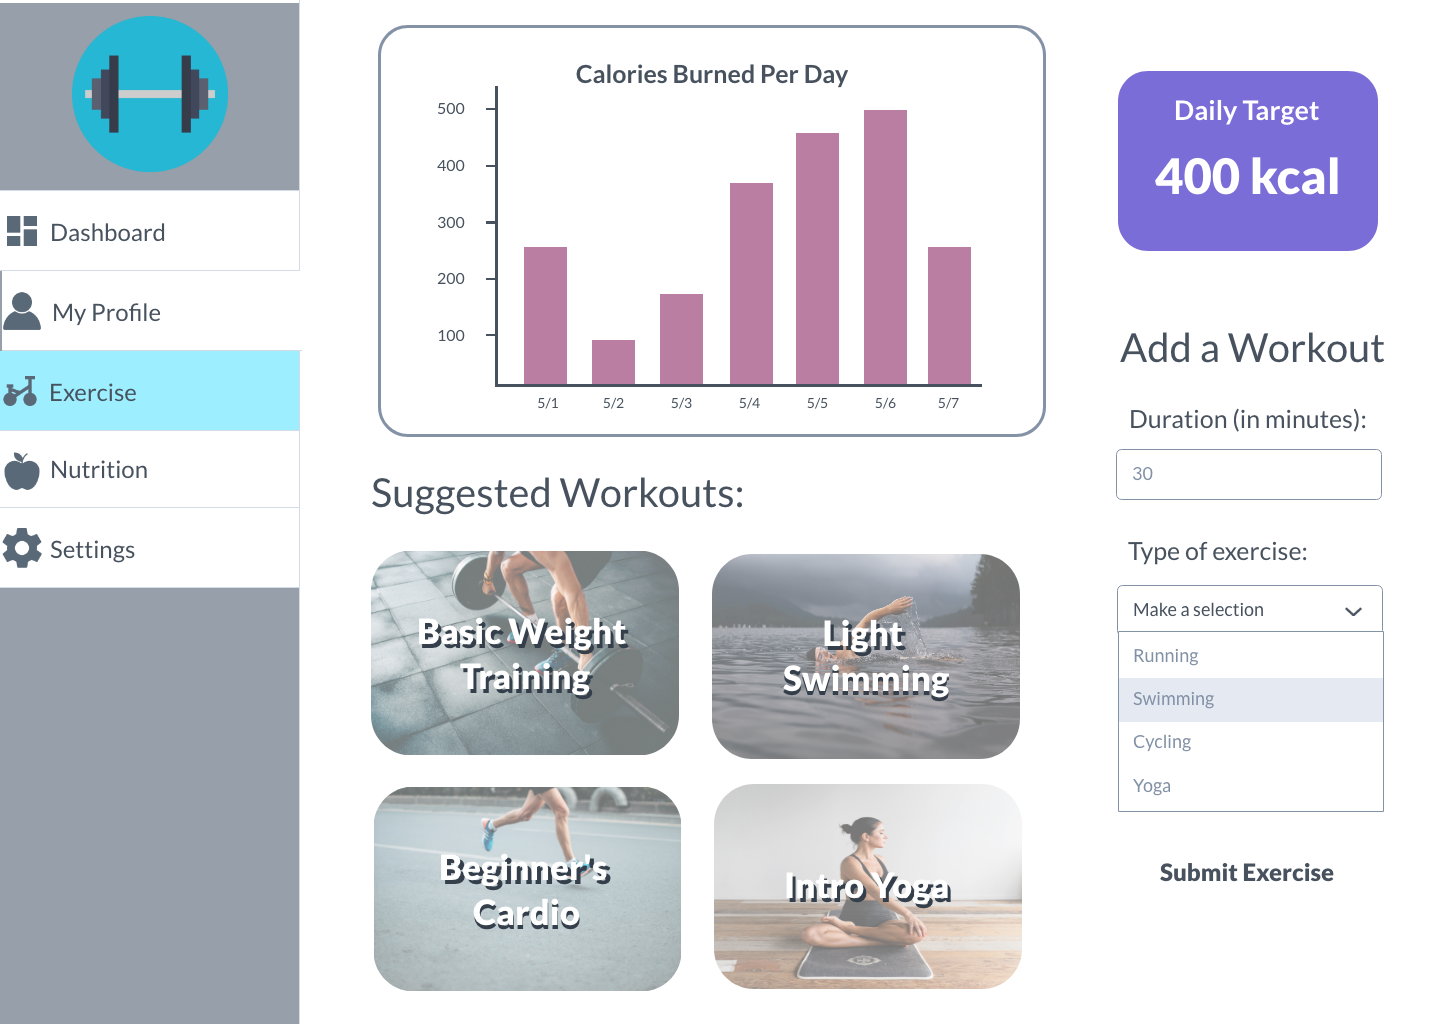 Dashboard
My Profile
Exercise
Nutrition
Settings
Calories Burned Per Day
500
400
300
200
100
5/1 5/2 5/3 5/4 5/5 5/6 5/7
Suggested Workouts:
Basic Weight
Training
Light
Swimming
Beginner's
Cardio
Intro Yoga
Daily Target
400 kcal
Add a Workout
Duration (in minutes):
30
Type of exercise:
Make a selection
Running
Swimming
Cycling
Yoga
Submit Exercise